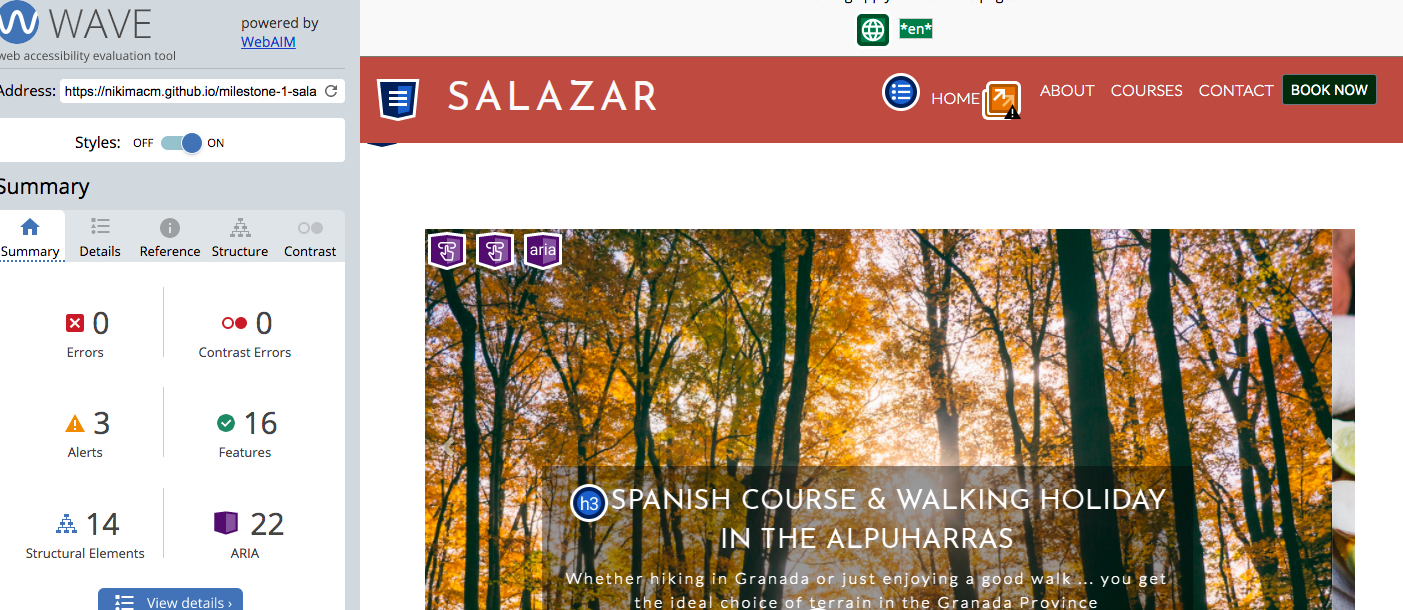 WAVE
powered by
WebAIM
web accessibility evaluation tool
Address: https://nikimacm.github.io/milestone-1-sala
Styles: OFF ON
Summary
Summary Details Reference Structure Contrast
0 Errors
0 Contrast Errors
3 Alerts
16 Features
14 Structural Elements
22 ARIA
View details ›
*en*
SALAZAR
HOME ABOUT COURSES CONTACT BOOK NOW
aria
h3 SPANISH COURSE & WALKING HOLIDAY
IN THE ALPUHARRAS
Whether hiking in Granada or just enjoying a good walk ... you get
the ideal choice of terrain in the Granada Province